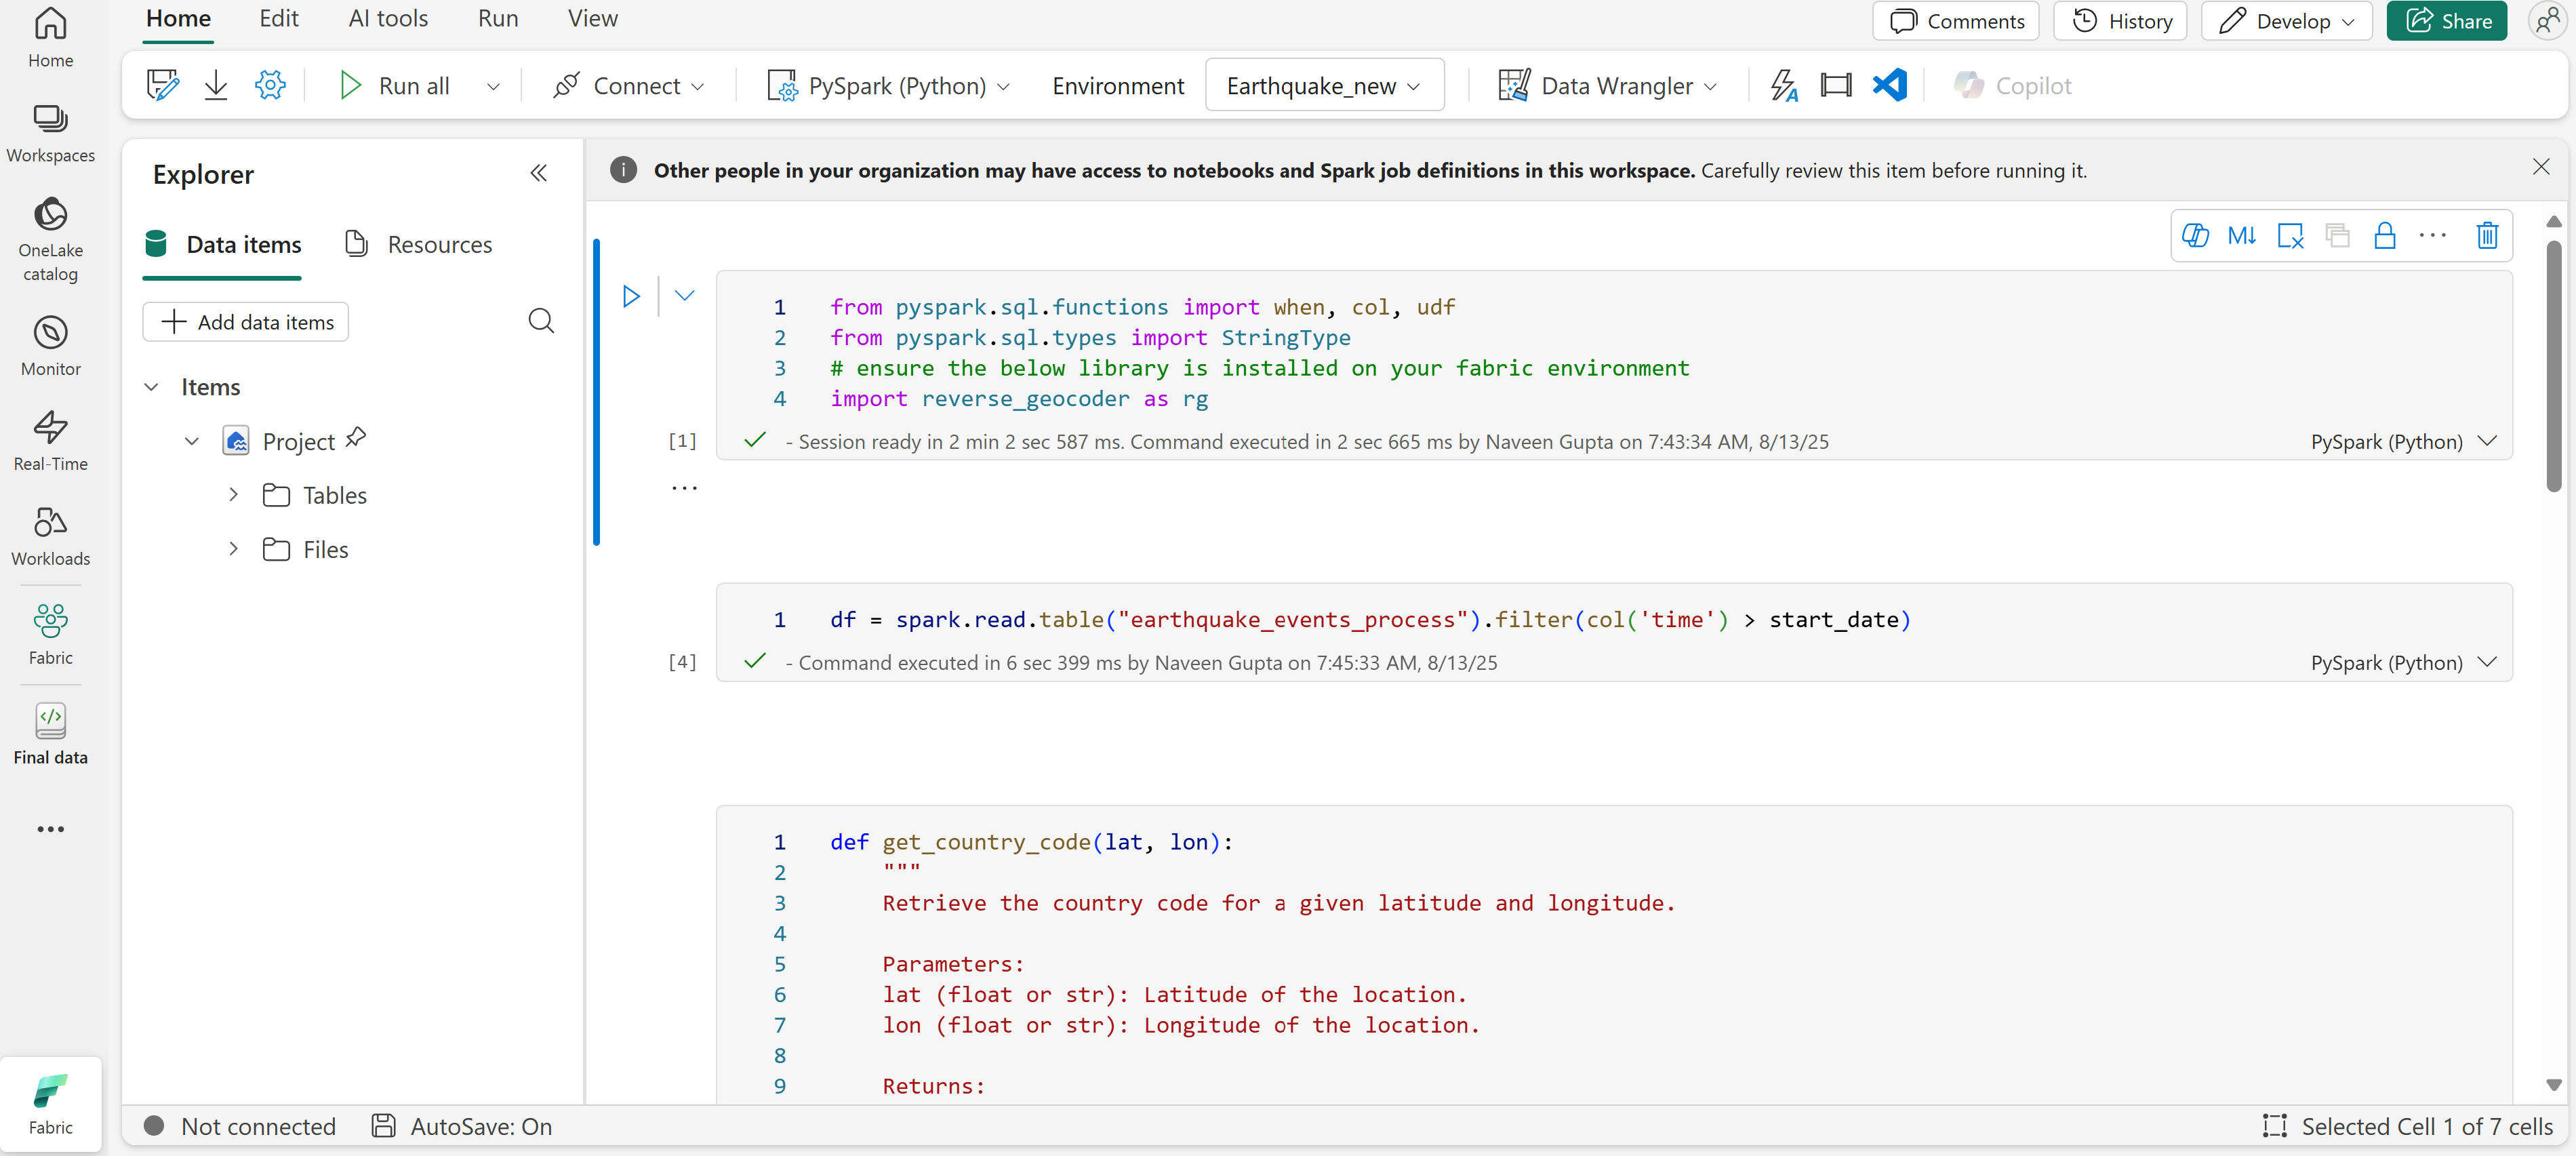 Home
Edit
AI tools
Run
View
Comments
History
Develop
Share
Run all
Connect
PySpark (Python)
Environment
Earthquake_new
Data Wrangler
Copilot
Home
Workspaces
OneLake
catalog
Monitor
Real-Time
Workloads
Fabric
Final data
Fabric
Explorer
Data items
Resources
Add data items
Items
Project
Tables
Files
Other people in your organization may have access to notebooks and Spark job definitions in this workspace. Carefully review this item before running it.
M↓
1 from pyspark.sql.functions import when, col, udf
2 from pyspark.sql.types import StringType
3 # ensure the below library is installed on your fabric environment
4 import reverse_geocoder as rg
[1] - Session ready in 2 min 2 sec 587 ms. Command executed in 2 sec 665 ms by Naveen Gupta on 7:43:34 AM, 8/13/25 PySpark (Python)
1 df = spark.read.table("earthquake_events_process").filter(col('time') > start_date)
[4] - Command executed in 6 sec 399 ms by Naveen Gupta on 7:45:33 AM, 8/13/25 PySpark (Python)
1 def get_country_code(lat, lon):
2 """
3 Retrieve the country code for a given latitude and longitude.
4
5 Parameters:
6 lat (float or str): Latitude of the location.
7 lon (float or str): Longitude of the location.
8
9 Returns:
Not connected
AutoSave: On
Selected Cell 1 of 7 cells